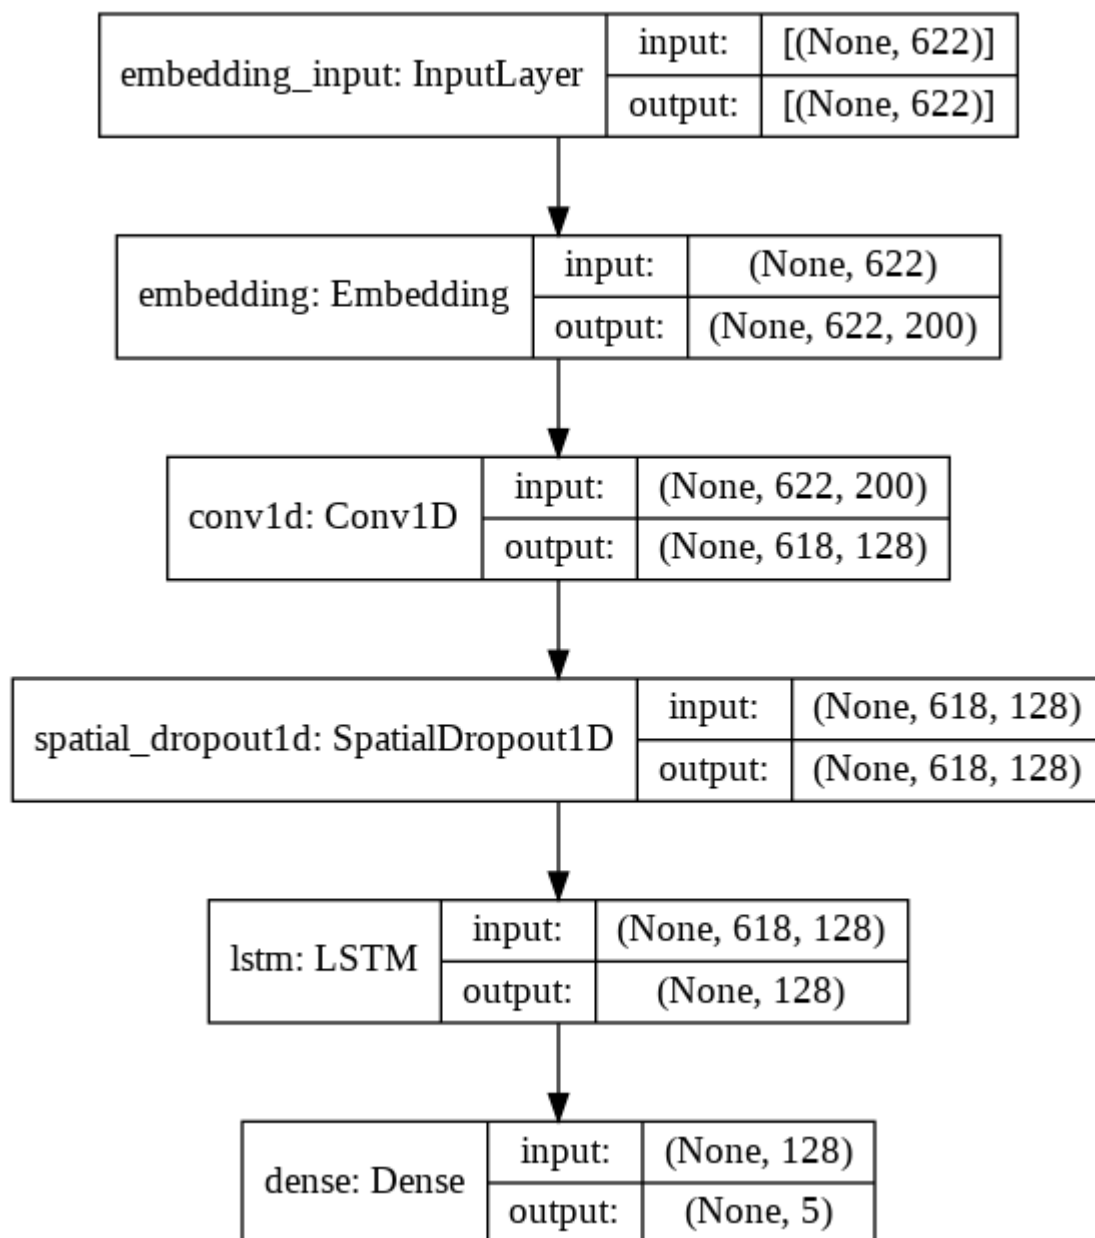 embedding_input: InputLayer
input: [(None, 622)]
output: [(None, 622)]
embedding: Embedding
input: (None, 622)
output: (None, 622, 200)
conv1d: Conv1D
input: (None, 622, 200)
output: (None, 618, 128)
spatial_dropout1d: SpatialDropout1D
input: (None, 618, 128)
output: (None, 618, 128)
lstm: LSTM
input: (None, 618, 128)
output: (None, 128)
dense: Dense
input: (None, 128)
output: (None, 5)